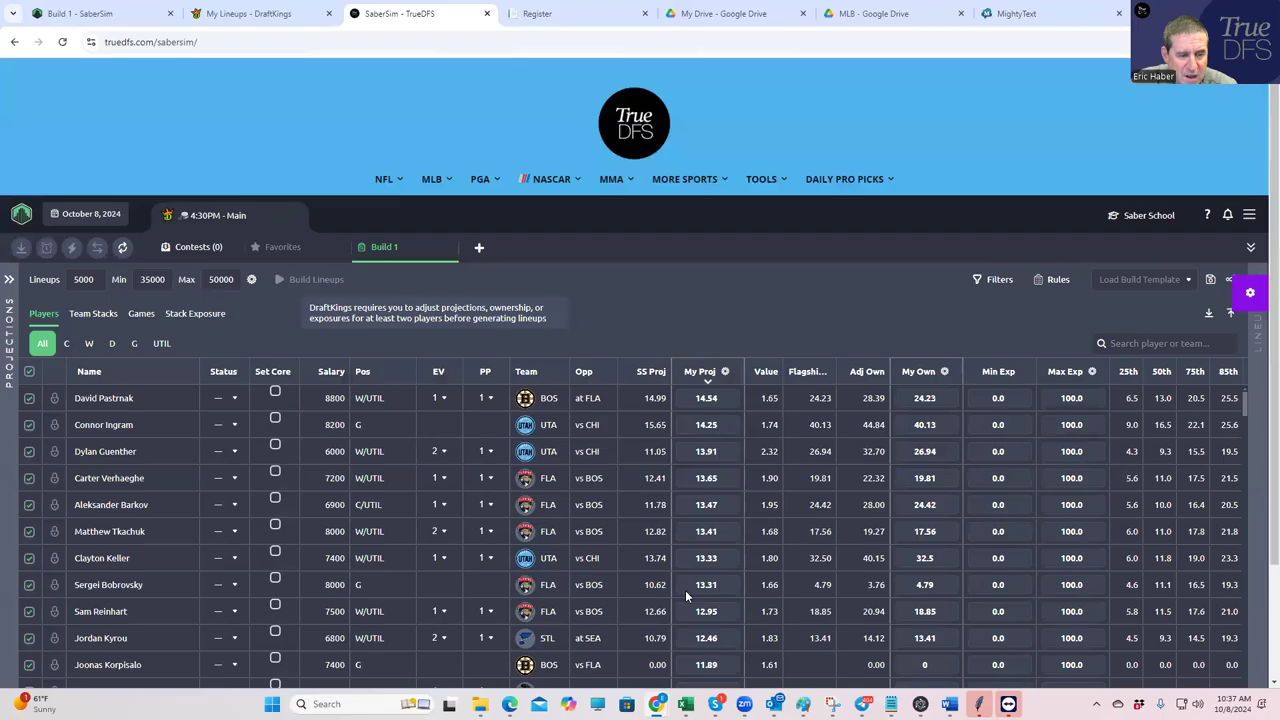 Build 1 - SaberSim
My Lineups - DraftKings
SaberSim - TrueDFS
Register
My Drive - Google Drive
MLB - Google Drive
MightyText
truedfs.com/sabersim/
True DFS
Eric Haber
True
DFS
NFL MLB PGA NASCAR MMA MORE SPORTS TOOLS DAILY PRO PICKS
October 8, 2024 4:30PM - Main Saber School ?
Contests (0) Favorites Build 1 +
Lineups 5000 Min 35000 Max 50000 Build Lineups Filters Rules Load Build Template
DraftKings requires you to adjust projections, ownership, or
exposures for at least two players before generating lineups
Players Team Stacks Games Stack Exposure
PROJECTIONS
All C W D G UTIL Search player or team...
Name Status Set Core Salary Pos EV PP Team Opp SS Proj My Proj Value Flagshi... Adj Own My Own Min Exp Max Exp 25th 50th 75th 85th
David Pastrnak — 8800 W/UTIL 1 1 BOS at FLA 14.99 14.54 1.65 24.23 28.39 24.23 0.0 100.0 6.5 13.0 20.5 25.5
Connor Ingram — 8200 G UTA vs CHI 15.65 14.25 1.74 40.13 44.84 40.13 0.0 100.0 9.0 16.5 22.1 25.6
Dylan Guenther — 6000 W/UTIL 2 1 UTA vs CHI 11.05 13.91 2.32 26.94 32.70 26.94 0.0 100.0 4.3 9.3 15.5 19.5
Carter Verhaeghe — 7200 W/UTIL 1 1 FLA vs BOS 12.41 13.65 1.90 19.81 22.32 19.81 0.0 100.0 5.6 11.0 17.5 21.5
Aleksander Barkov — 6900 C/UTIL 1 1 FLA vs BOS 11.78 13.47 1.95 24.42 28.00 24.42 0.0 100.0 5.6 10.0 16.4 20.5
Matthew Tkachuk — 8000 W/UTIL 2 1 FLA vs BOS 12.82 13.41 1.68 17.56 19.27 17.56 0.0 100.0 6.0 11.0 17.8 21.8
Clayton Keller — 7400 W/UTIL 1 1 UTA vs CHI 13.74 13.33 1.80 32.50 40.15 32.5 0.0 100.0 6.0 11.8 19.0 23.3
Sergei Bobrovsky — 8000 G FLA vs BOS 10.62 13.31 1.66 4.79 3.76 4.79 0.0 100.0 4.6 11.1 16.5 19.3
Sam Reinhart — 7500 W/UTIL 1 1 FLA vs BOS 12.66 12.95 1.73 18.85 20.94 18.85 0.0 100.0 5.8 11.5 17.6 21.0
Jordan Kyrou — 6800 W/UTIL 2 1 STL at SEA 10.79 12.46 1.83 13.41 14.12 13.41 0.0 100.0 4.5 9.3 14.5 19.3
Joonas Korpisalo — 7400 G BOS vs FLA 0.00 11.89 1.61 0.00 0 0.0 100.0 0.0 0.0 0.0 0.0
61°F
Sunny
Search
10:37 AM
10/8/2024